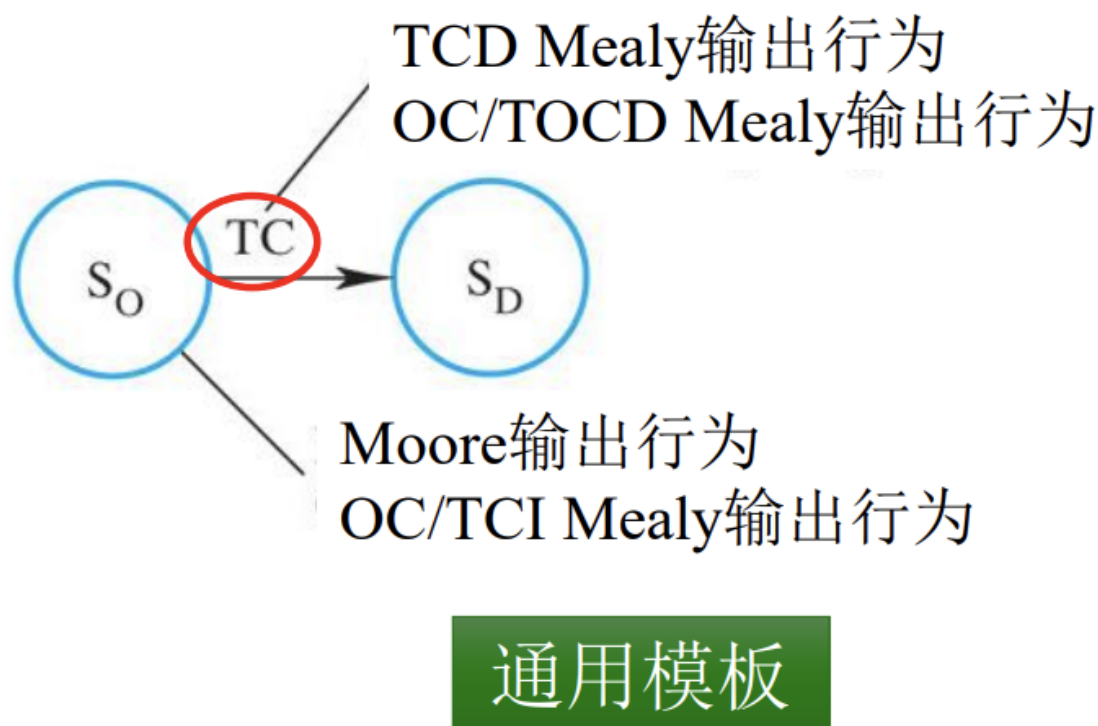 TCD Mealy输出行为
OC/TOCD Mealy输出行为
TC
S_O
S_D
Moore输出行为
OC/TCI Mealy输出行为
通用模板